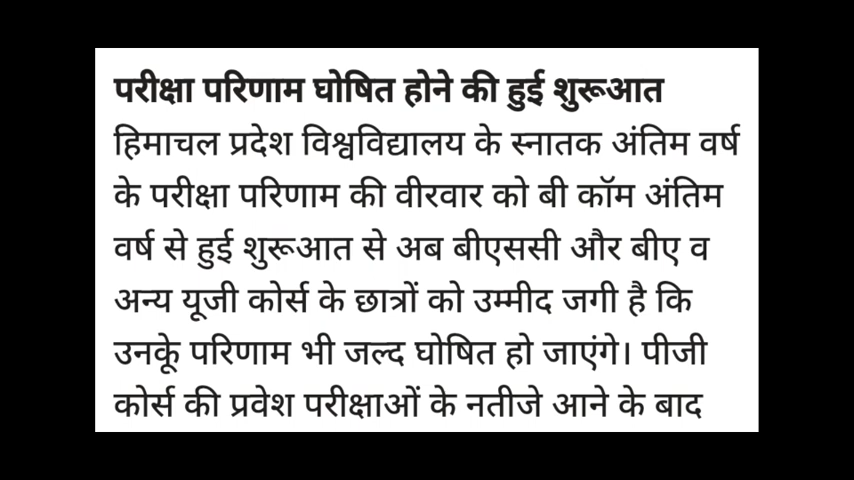 परीक्षा परिणाम घोषित होने की हुई शुरूआत
हिमाचल प्रदेश विश्वविद्यालय के स्नातक अंतिम वर्ष
के परीक्षा परिणाम की वीरवार को बी कॉम अंतिम
वर्ष से हुई शुरूआत से अब बीएससी और बीए व
अन्य यूजी कोर्स के छात्रों को उम्मीद जगी है कि
उनकेू परिणाम भी जल्द घोषित हो जाएंगे। पीजी
कोर्स की प्रवेश परीक्षाओं के नतीजे आने के बाद